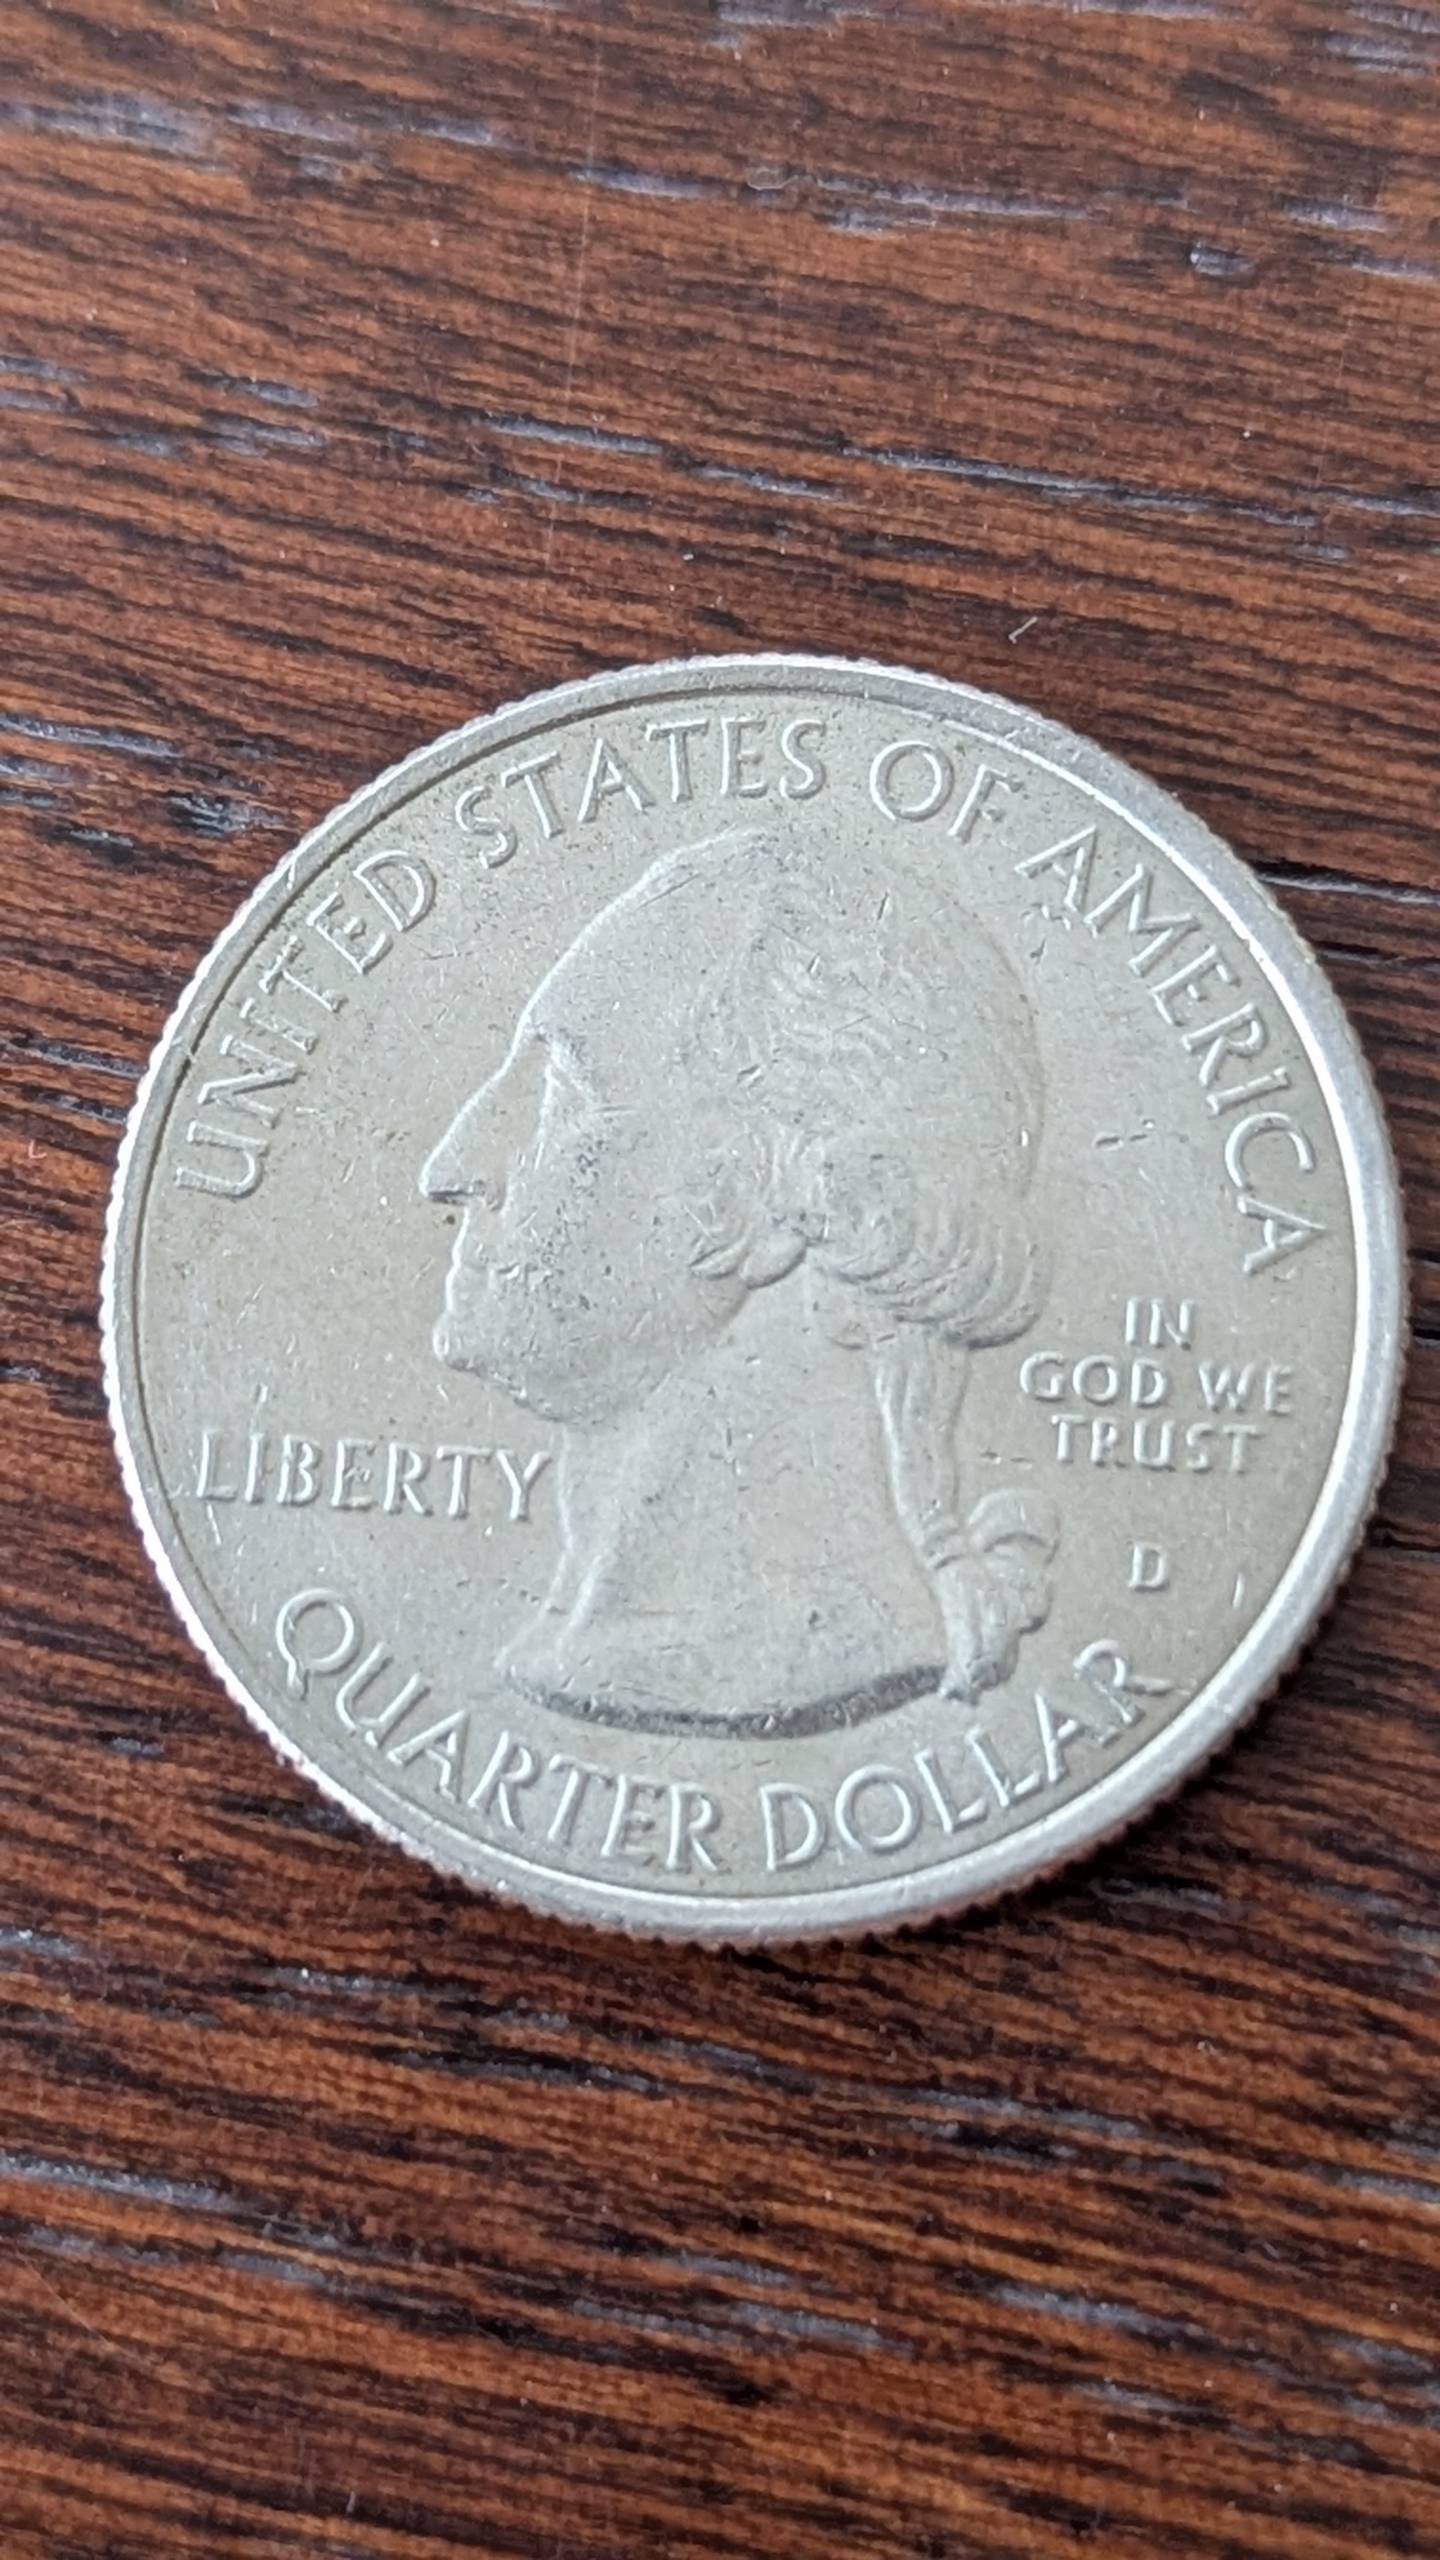 UNITED STATES OF AMERICA
IN
GOD WE
TRUST
LIBERTY
D
QUARTER DOLLAR